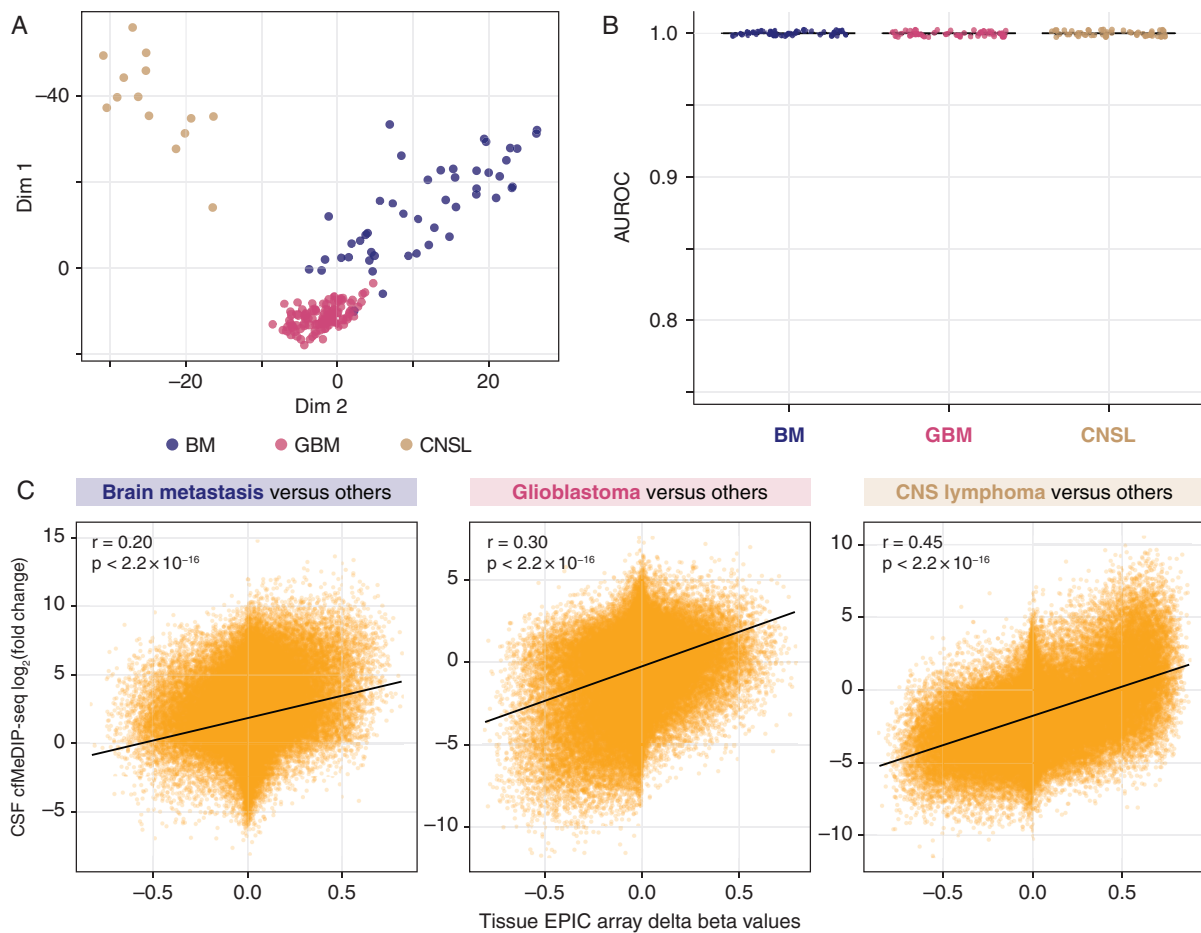 A
Dim 1
−40
0
−20
0
20
Dim 2
BM
GBM
CNSL
B
AUROC
1.0
0.9
0.8
BM
GBM
CNSL
C
Brain metastasis versus others
Glioblastoma versus others
CNS lymphoma versus others
CSF cfMeDIP-seq log₂(fold change)
r = 0.20
p < 2.2 × 10⁻¹⁶
15
10
5
0
−5
−0.5
0.0
0.5
r = 0.30
p < 2.2 × 10⁻¹⁶
5
0
−5
−10
−0.5
0.0
0.5
r = 0.45
p < 2.2 × 10⁻¹⁶
10
5
0
−5
−10
−0.5
0.0
0.5
Tissue EPIC array delta beta values